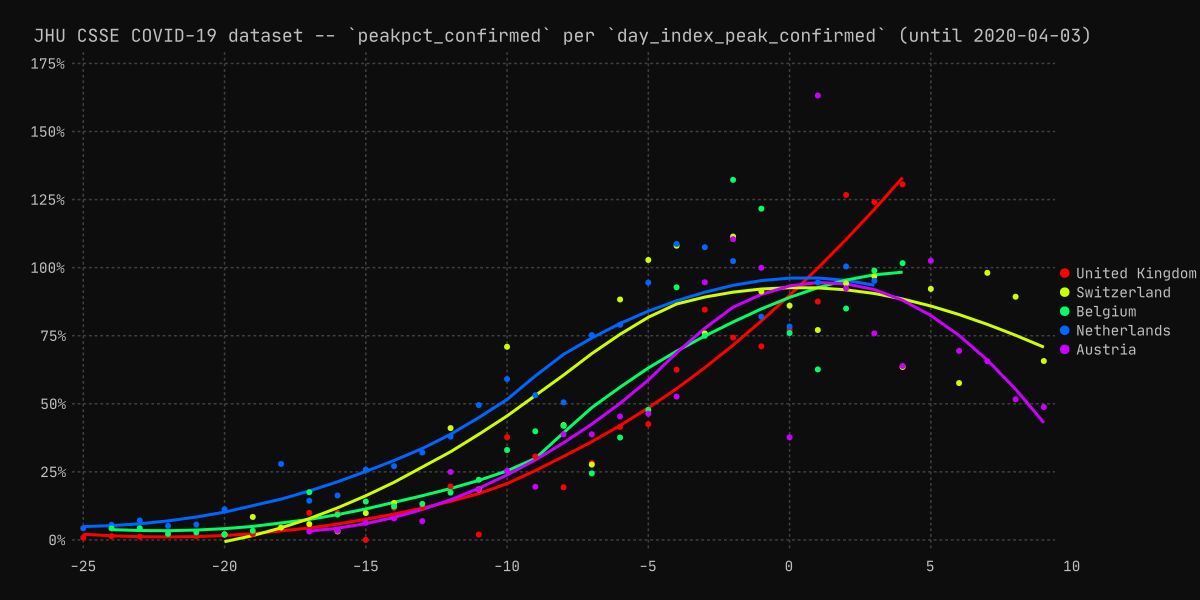 JHU CSSE COVID-19 dataset -- `peakpct_confirmed` per `day_index_peak_confirmed` (until 2020-04-03)
175%
150%
125%
100%
75%
50%
25%
0%
-25 -20 -15 -10 -5 0 5 10
United Kingdom
Switzerland
Belgium
Netherlands
Austria